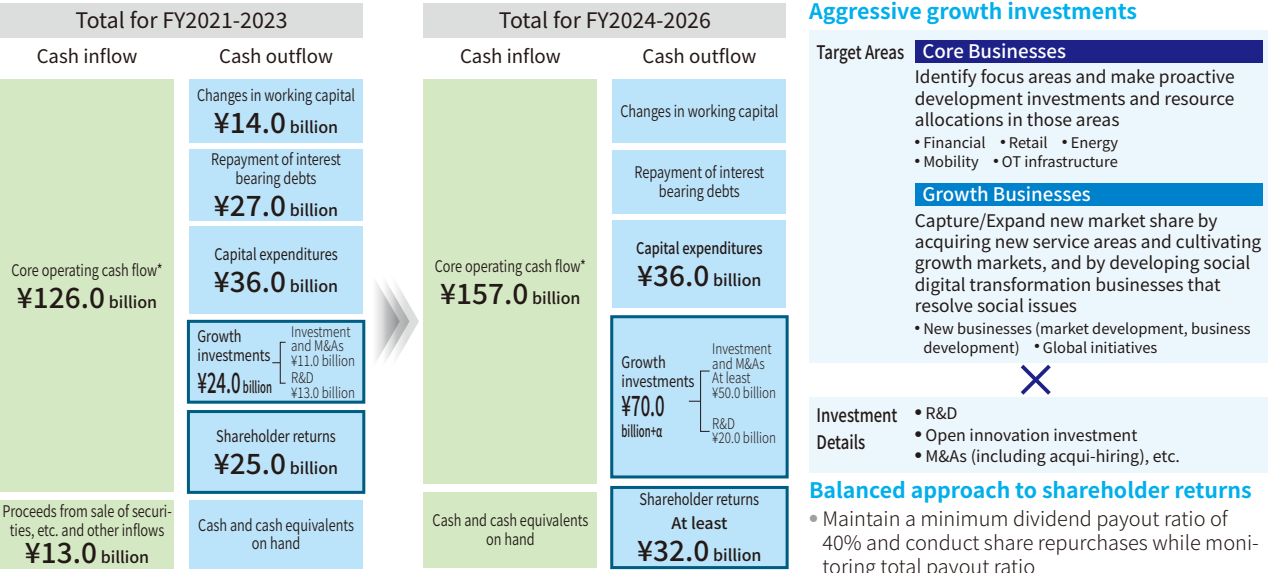 Total for FY2021-2023
Cash inflow
Cash outflow
Core operating cash flow*
¥126.0 billion
Proceeds from sale of securi-
ties, etc. and other inflows
¥13.0 billion
Changes in working capital
¥14.0 billion
Repayment of interest
bearing debts
¥27.0 billion
Capital expenditures
¥36.0 billion
Growth
investments
¥24.0 billion
Investment
and M&As
¥11.0 billion
R&D
¥13.0 billion
Shareholder returns
¥25.0 billion
Cash and cash equivalents
on hand
Total for FY2024-2026
Cash inflow
Cash outflow
Core operating cash flow*
¥157.0 billion
Cash and cash equivalents
on hand
Changes in working capital
Repayment of interest
bearing debts
Capital expenditures
¥36.0 billion
Growth
investments
¥70.0
billion+α
Investment
and M&As
At least
¥50.0 billion
R&D
¥20.0 billion
Shareholder returns
At least
¥32.0 billion
Aggressive growth investments
Target Areas
Core Businesses
Identify focus areas and make proactive
development investments and resource
allocations in those areas
• Financial • Retail • Energy
• Mobility • OT infrastructure
Growth Businesses
Capture/Expand new market share by
acquiring new service areas and cultivating
growth markets, and by developing social
digital transformation businesses that
resolve social issues
• New businesses (market development, business
development) • Global initiatives
Investment
Details
• R&D
• Open innovation investment
• M&As (including acqui-hiring), etc.
Balanced approach to shareholder returns
• Maintain a minimum dividend payout ratio of
40% and conduct share repurchases while moni-
toring total payout ratio